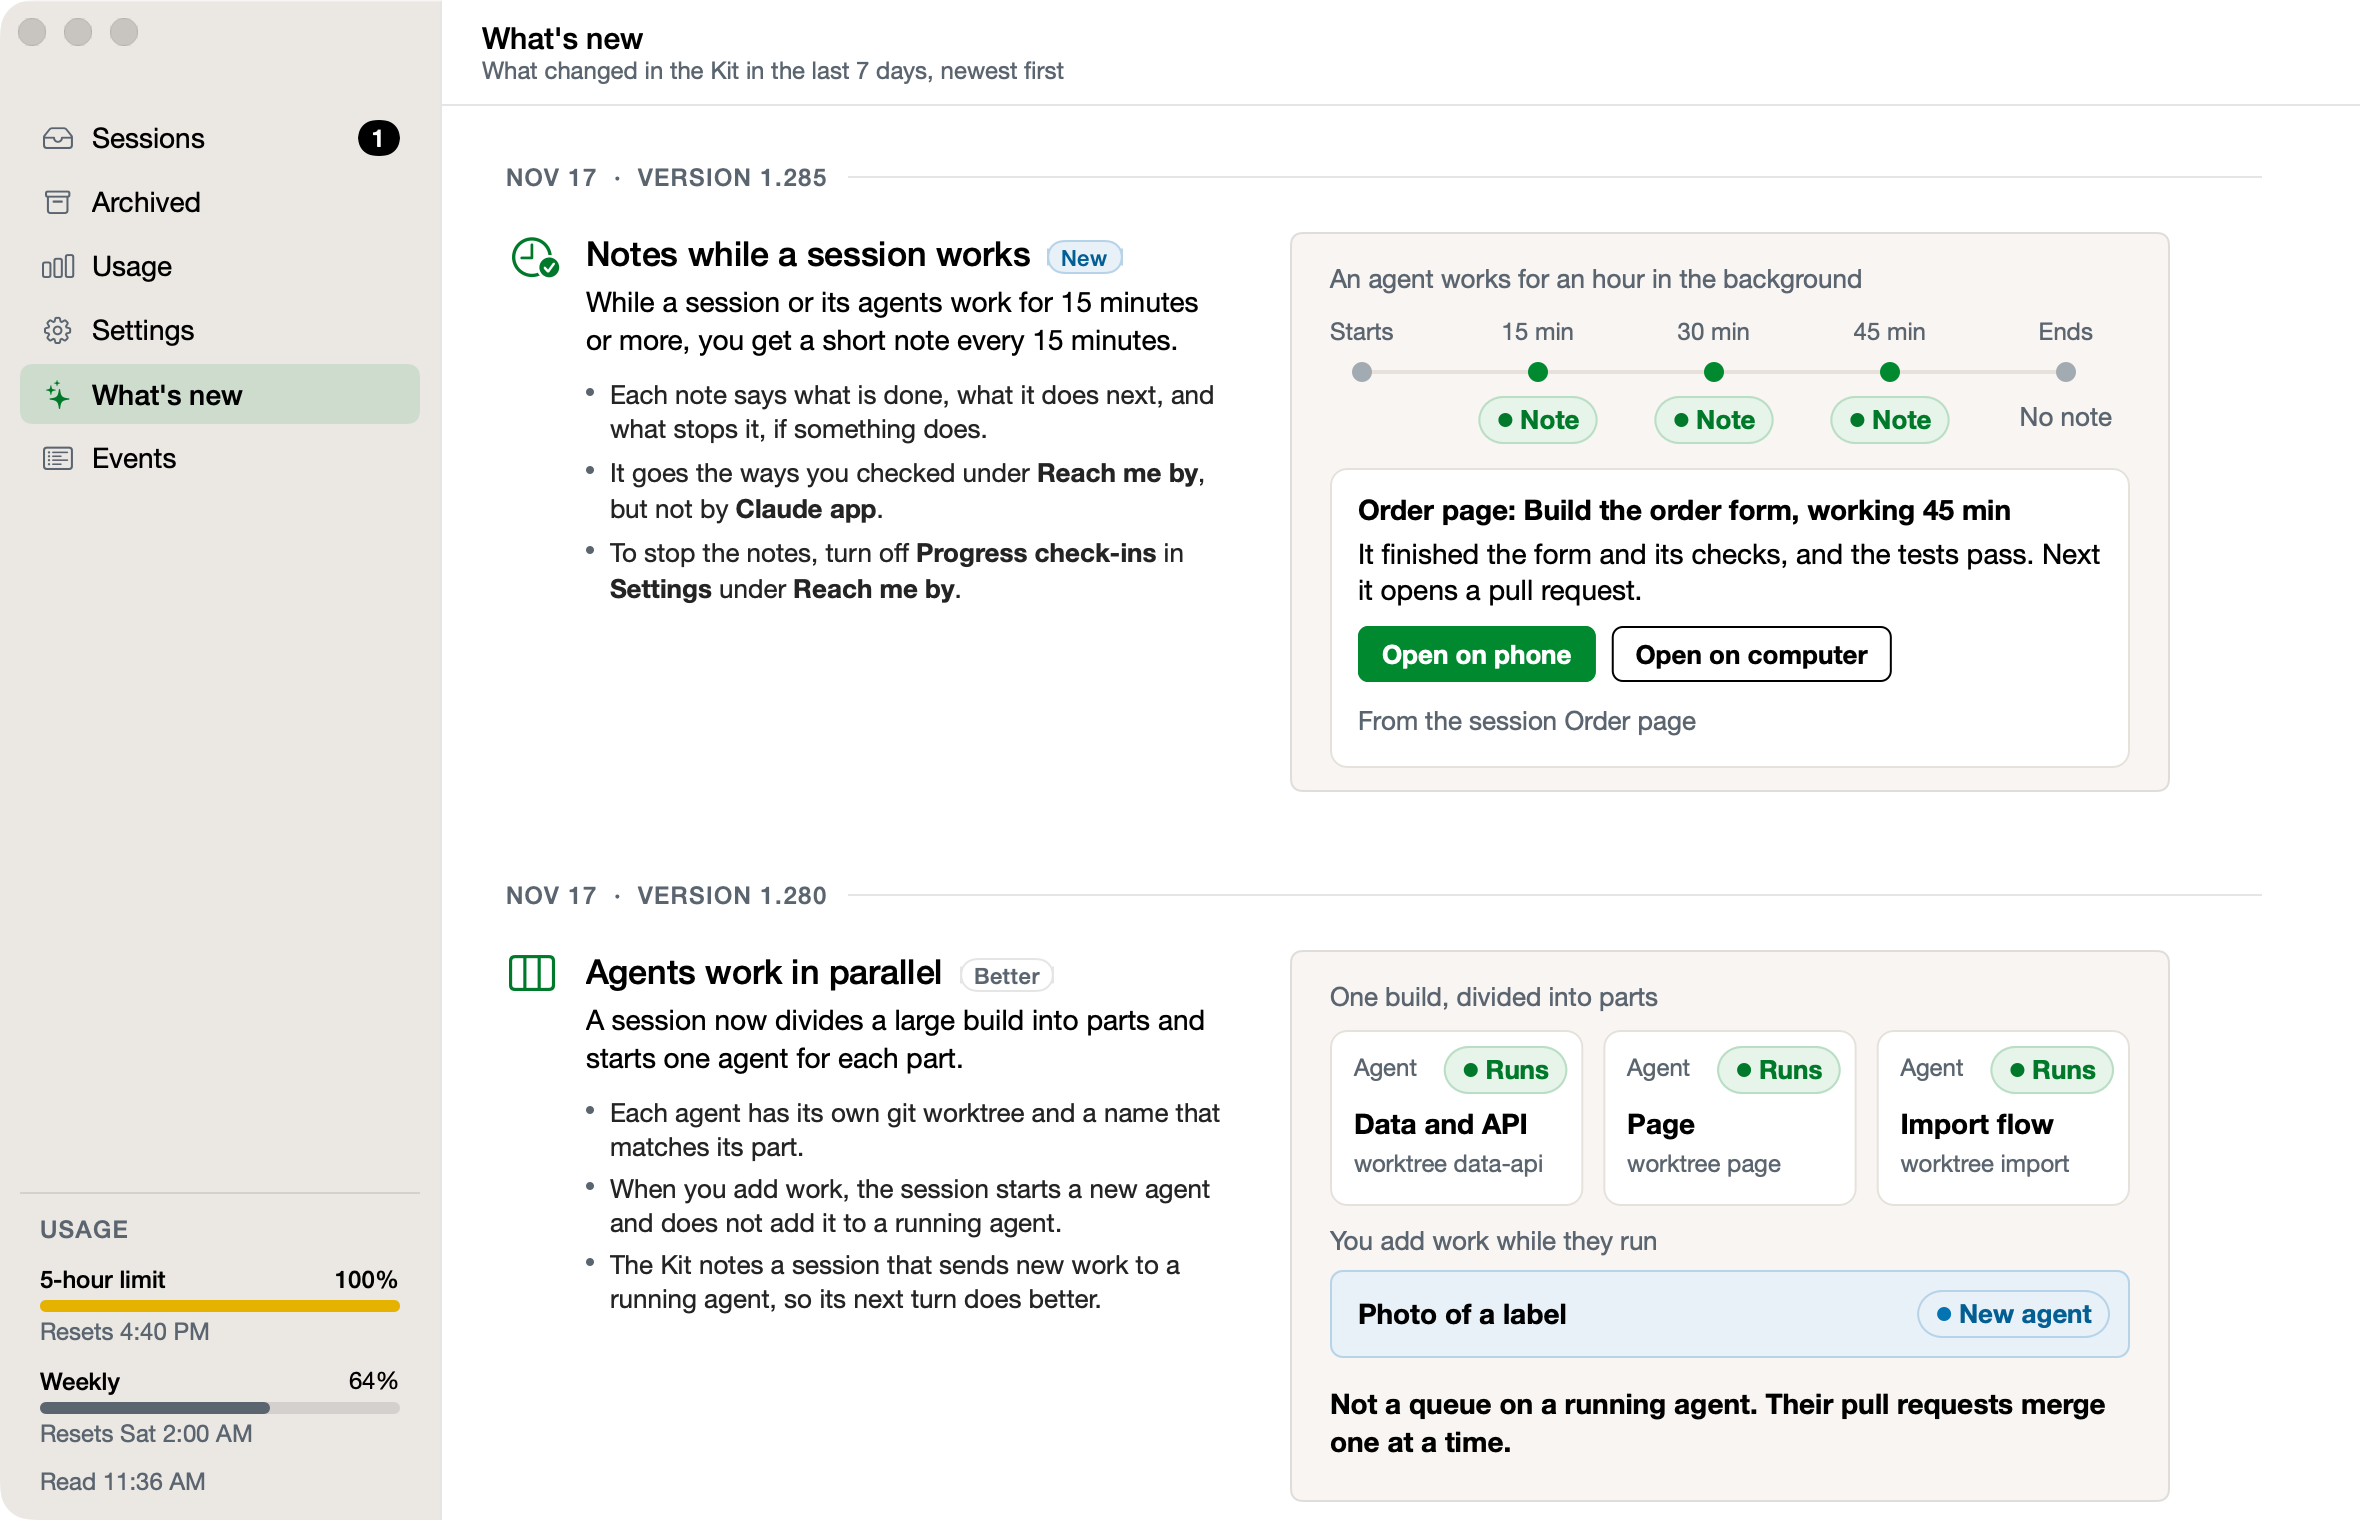 Sessions
1
Archived
Usage
Settings
What's new
Events
USAGE
5-hour limit 100%
Resets 4:40 PM
Weekly 64%
Resets Sat 2:00 AM
Read 11:36 AM
What's new
What changed in the Kit in the last 7 days, newest first
NOV 17 · VERSION 1.285
Notes while a session works New
While a session or its agents work for 15 minutes
or more, you get a short note every 15 minutes.
• Each note says what is done, what it does next, and
what stops it, if something does.
• It goes the ways you checked under Reach me by,
but not by Claude app.
• To stop the notes, turn off Progress check-ins in
Settings under Reach me by.
An agent works for an hour in the background
Starts 15 min 30 min 45 min Ends
Note Note Note No note
Order page: Build the order form, working 45 min
It finished the form and its checks, and the tests pass. Next
it opens a pull request.
Open on phone Open on computer
From the session Order page
NOV 17 · VERSION 1.280
Agents work in parallel Better
A session now divides a large build into parts and
starts one agent for each part.
• Each agent has its own git worktree and a name that
matches its part.
• When you add work, the session starts a new agent
and does not add it to a running agent.
• The Kit notes a session that sends new work to a
running agent, so its next turn does better.
One build, divided into parts
Agent Runs Agent Runs Agent Runs
Data and API Page Import flow
worktree data-api worktree page worktree import
You add work while they run
Photo of a label New agent
Not a queue on a running agent. Their pull requests merge
one at a time.